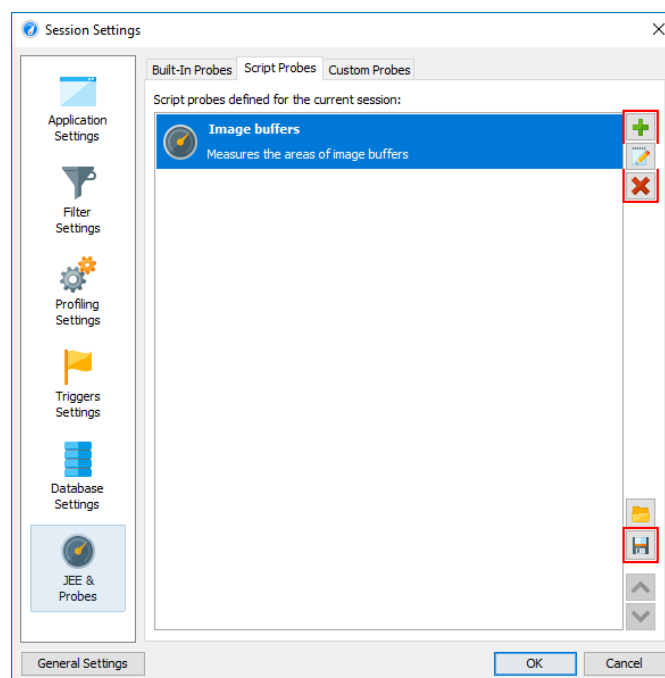 Session Settings
Application
Settings
Filter
Settings
Profiling
Settings
Triggers
Settings
Database
Settings
JEE &
Probes
Built-In Probes
Script Probes
Custom Probes
Script probes defined for the current session:
Image buffers
Measures the areas of image buffers
General Settings
OK
Cancel